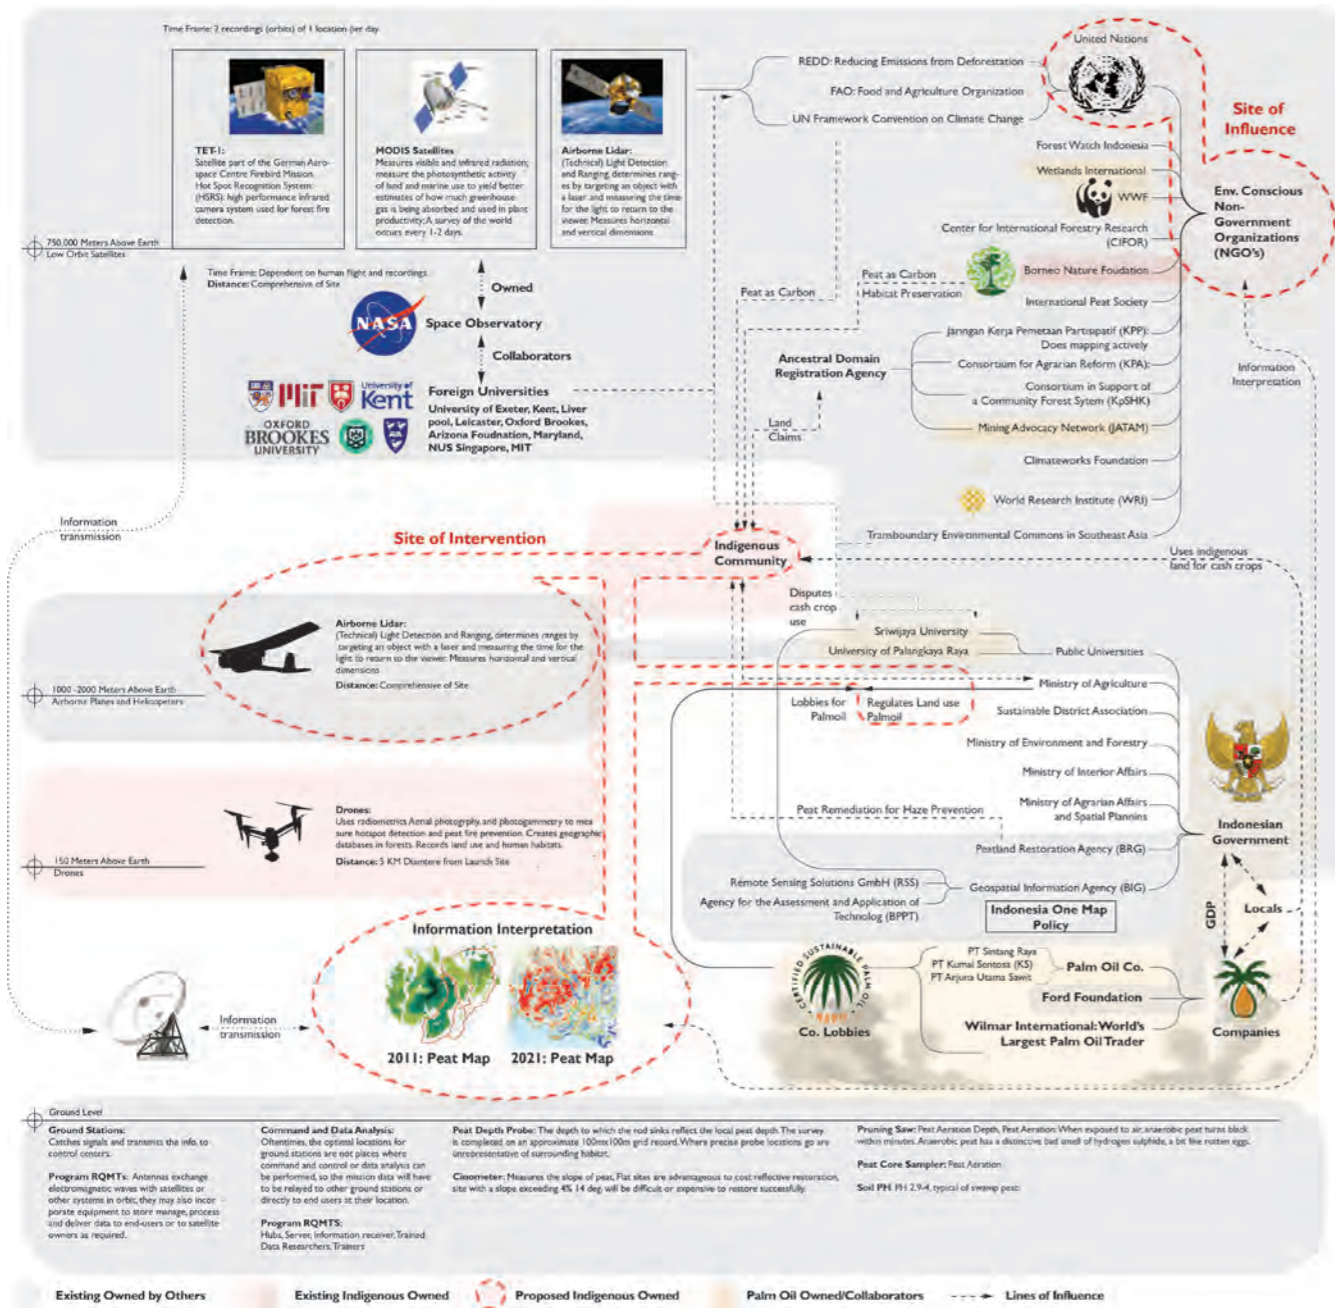 Time Frame: 2 recordings (orbits) of 1 location (ier day
TET-1:
Satellite part of the German Aero-
space Centre Firebird Mission.
Hot Spot Recognition System
(HSRS): high performance infrared
camera system used for forest fire
detection.
MODIS Satellites
Measures visible and infrared radiation;
measure the photosynthetic activity
of land and marine use to yield better
estimates of how much greenhouse
gas is being absorbed and used in plant
productivity. A survey of the world
occurs every 1-2 days.
Airborne Lidar:
(Technical) Light Detection
and Ranging, determines rang-
es by targeting an object with
a laser and measuring the time
for the light to return to the
viewer. Measures horizontal
and vertical dimensions
750,000 Meters Above Earth
Low Orbit Satellites
Time Frame: Dependent on human flight and recordings
Distance: Comprehensive of Site
Owned
NASA
Space Observatory
Collaborators
MIT
University of
Kent
OXFORD
BROOKES
UNIVERSITY
Foreign Universities
University of Exeter, Kent, Liver
pool, Leicaster, Oxford Brookes,
Arizona Foudnation, Maryland,
NUS Singapore, MIT
United Nations
REDD: Reducing Emissions from Deforestation
FAO: Food and Agriculture Organization
UN Framework Convention on Climate Change
Site of
Influence
Forest Watch Indonesia
Wetlands International
WWF
Center for International Forestry Research
(CIFOR)
Borneo Nature Foudation
International Peat Society
Env. Conscious
Non-
Government
Organizations
(NGO's)
Peat as Carbon
Peat as Carbon
Habitat Preservation
Jaringan Kerja Pemetaan Partisipatif (KPP):
Does mapping actively
Consortium for Agrarian Reform (KPA):
Consortium in Support of
a Community Forest Sytem (KpSHK)
Mining Advocacy Network (JATAM)
Ancestral Domain
Registration Agency
Land
Claims
Climateworks Foundation
World Research Institute (WRI)
Transboundary Environmental Commons in Southeast Asia
Information
Interpretation
Information
transmission
Site of Intervention
Indigenous
Community
Uses indigenous
land for cash crops
Disputes
cash crop
use
Airborne Lidar:
(Technical) Light Detection and Ranging, determines ranges by
targeting an object with a laser and measuring the time for the
light to return to the viewer. Measures horizontal and vertical
dimensions
Distance: Comprehensive of Site
1000 -2000 Meters Above Earth
Airborne Planes and Helicopeters
Sriwijaya University
University of Palangkaya Raya
Public Universities
Ministry of Agriculture
Lobbies for
Palmoil
Regulates Land use
Palmoil
Sustainable District Association
Ministry of Environment and Forestry
Ministry of Interior Affairs
Ministry of Agrarian Affairs
and Spatial Plannins
Peat Remediation for Haze Prevention
Peatland Restoration Agency (BRG)
Indonesian
Government
Drones:
Uses radiometrics Aerial photogrphy, and photogammetry to mea
sure hotspot detection and peat fire prevention. Creates geographic
databases in forests. Records land use and human habitats.
Distance: 5 KM Diamtere from Launch Site
150 Meters Above Earth
Drones
Remote Sensing Solutions GmbH (RSS)
Agency for the Assessment and Application of
Technolog (BPPT)
Geospatial Information Agency (BIG)
Indonesia One Map
Policy
GDP
Locals
Information Interpretation
2011: Peat Map
2021: Peat Map
Information
transmission
CERTIFIED SUSTAINABLE PALM OIL
RSPO
Co. Lobbies
PT Sintang Raya
PT Kumai Sentosa (KS)
PT Arjuna Utama Sawit
Palm Oil Co.
Ford Foundation
Wilmar International: World's
Largest Palm Oil Trader
Companies
Ground Level
Ground Stations:
Catches signals and transmits the info. to
control centers.
Program RQMTs: Antennas exchange
electromagnetic waves with satellites or
other systems in orbit, they may also incor
porate equipment to store manage, process
and deliver data to end-users or to satellite
owners as required.
Command and Data Analysis:
Oftentimes, the optimal locations for
ground stations are not places where
command and control or data analysis can
be performed, so the mission data will have
to be relayed to other ground stations or
directly to end users at their location.
Program RQMTS:
Hubs, Server, Information receiver, Trained
Data Researchers, Trainers
Peat Depth Probe: The depth to which the rod sinks reflect the local peat depth. The survey
is completed on an approximate 100mx100m grid record. Where precise probe locations go are
unrepresentative of surrounding habitat.
Cinometer: Measures the slope of peat, Flat sites are advantageous to cost reflective restoration,
site with a slope exceeding 4% 14 deg. will be difficult or expensive to restore successfully.
Pruning Saw: Peat Aeration Depth, Peat Aeration: When exposed to air, anaerobic peat turns black
within minutes. Anaerobic peat has a distinctive bad smell of hydrogen sulphide, a bit like rotten eggs.
Peat Core Sampler: Peat Aeration
Soil PH: PH 2.9-4, typical of swamp peat:
Existing Owned by Others
Existing Indigenous Owned
Proposed Indigenous Owned
Palm Oil Owned/Collaborators
Lines of Influence